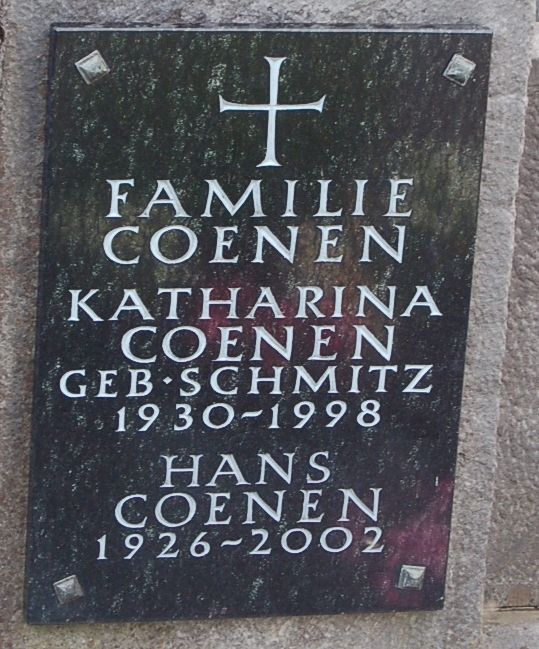 FAMILIE
COENEN
KATHARINA
COENEN
GEB·SCHMITZ
1930~1998
HANS
COENEN
1926~2002